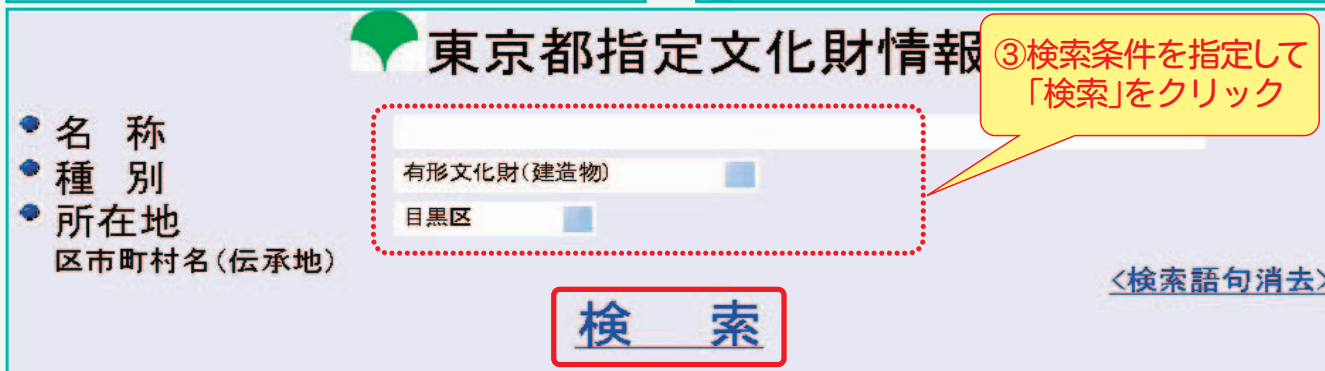 東京都指定文化財情報
③検索条件を指定して
「検索」をクリック
名 称
種 別
有形文化財(建造物)
所在地
目黒区
区市町村名(伝承地)
<検索語句消去>
検 索